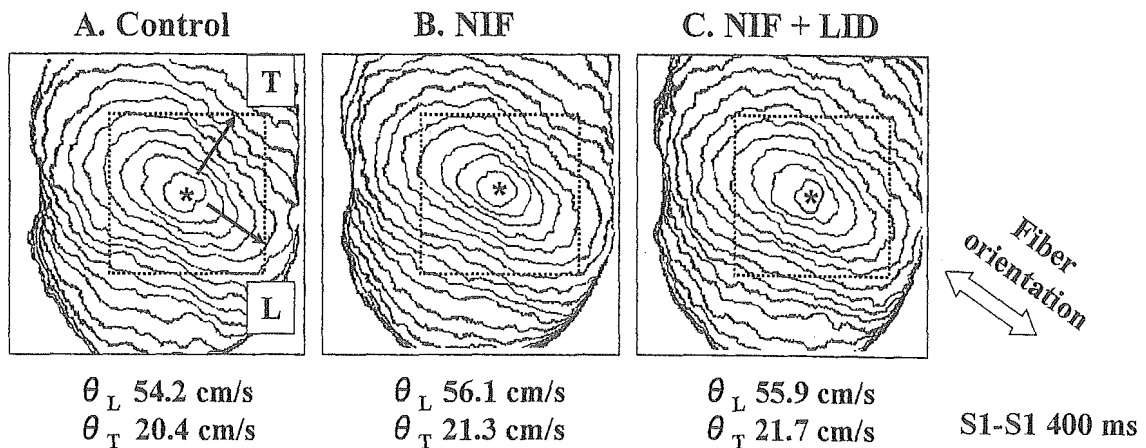 A. Control
B. NIF
C. NIF + LID
T
*
*
*
L
Fiber
orientation
θ L 54.2 cm/s
θ T 20.4 cm/s
θ L 56.1 cm/s
θ T 21.3 cm/s
θ L 55.9 cm/s
θ T 21.7 cm/s
S1-S1 400 ms